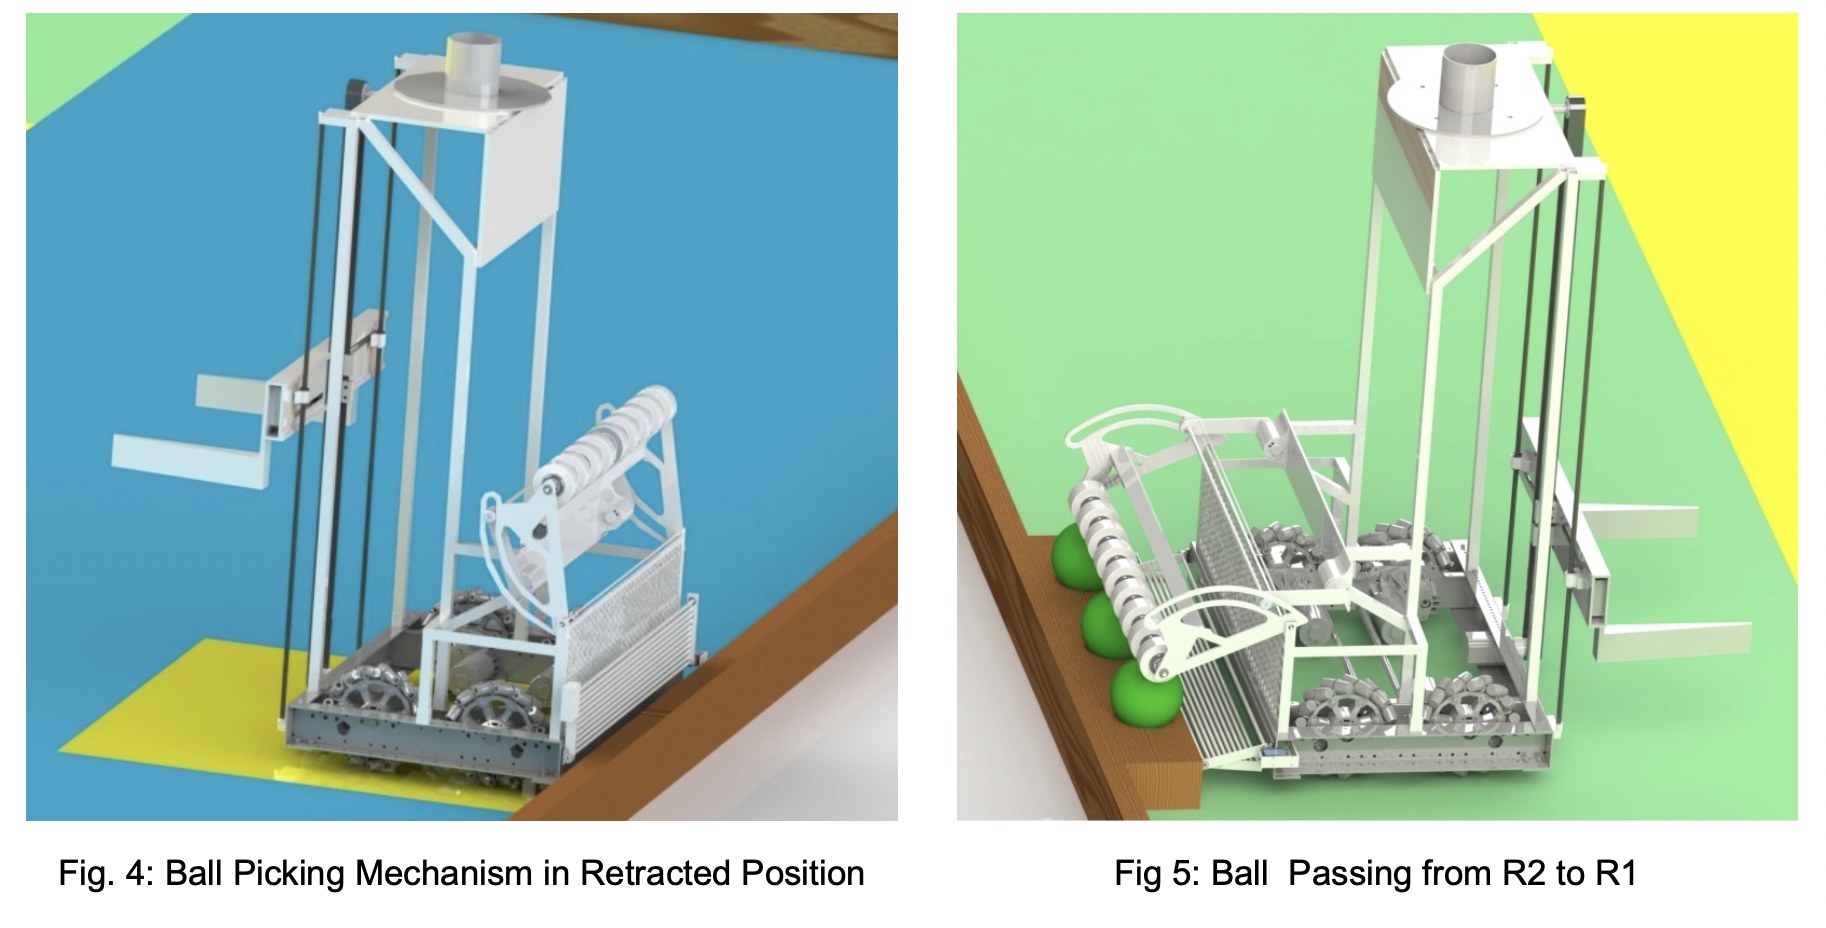 Fig. 4: Ball Picking Mechanism in Retracted Position
Fig 5: Ball  Passing from R2 to R1